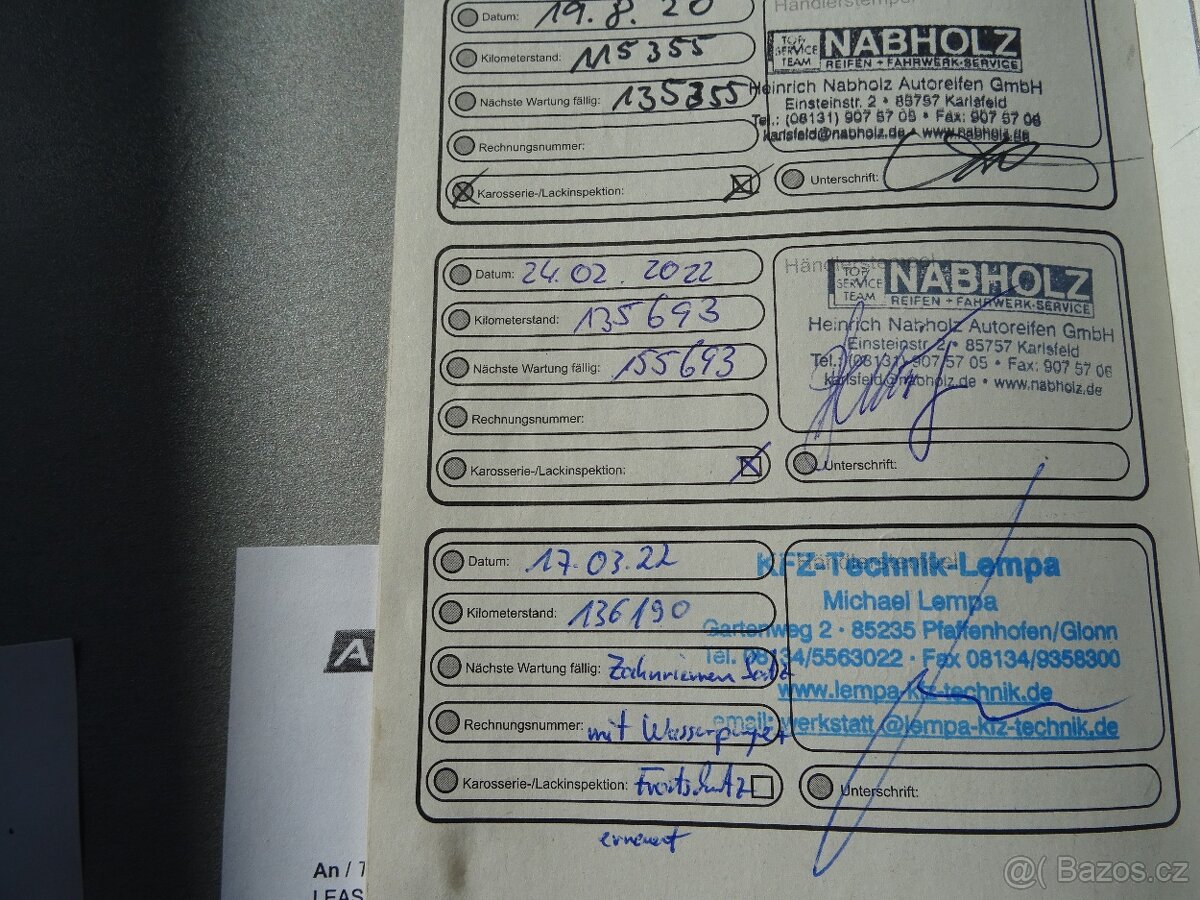 Datum: 19.8.20
Kilometerstand: 115355
Nächste Wartung fällig: 135355
Rechnungsnummer:
Karosserie-/Lackinspektion:
Händlerstempel
TOP SERVICE TEAM NABHOLZ
REIFEN + FAHRWERK-SERVICE
Heinrich Nabholz Autoreifen GmbH
Einsteinstr. 2 • 85757 Karlsfeld
Tel.: (08131) 907 57 05 • Fax: 907 57 06
karlsfeld@nabholz.de • www.nabholz.de
Unterschrift:
Datum: 24.02.2022
Kilometerstand: 135693
Nächste Wartung fällig: 155693
Rechnungsnummer:
Karosserie-/Lackinspektion:
Händlerstempel
TOP SERVICE TEAM NABHOLZ
REIFEN + FAHRWERK-SERVICE
Heinrich Nabholz Autoreifen GmbH
Einsteinstr. 2 • 85757 Karlsfeld
Tel.: (08131) 907 57 05 • Fax: 907 57 06
karlsfeld@nabholz.de • www.nabholz.de
Unterschrift:
Datum: 17.03.22
Kilometerstand: 136190
Nächste Wartung fällig: Zahnriemen Satz
Rechnungsnummer: mit Wasserpumpe +
Karosserie-/Lackinspektion:
erneuert
KFZ-Technik-Lempa
Michael Lempa
Gartenweg 2 · 85235 Pfaffenhofen/Glonn
Tel. 08134/5563022 · Fax 08134/9358300
www.lempa-kfz-technik.de
email: werkstatt@lempa-kfz-technik.de
Unterschrift:
A
An / T
LEAS
@( Bazos.cz